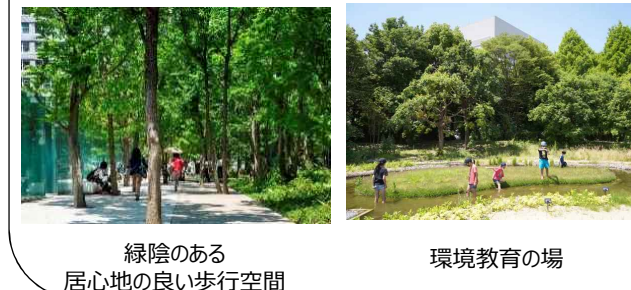 緑陰のある
居心地の良い歩行空間
環境教育の場